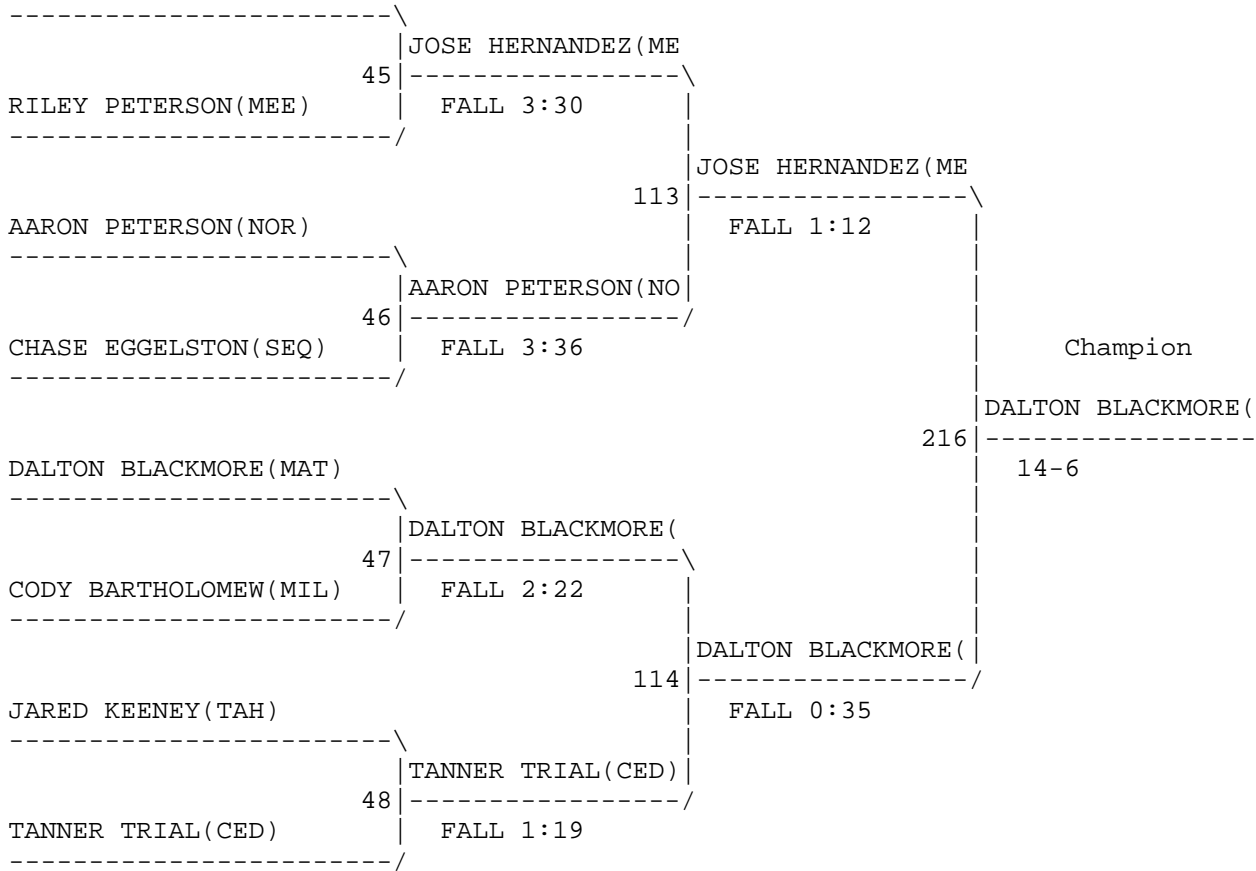 ------------------------\
|JOSE HERNANDEZ(ME
45|-----------------\
RILEY PETERSON(MEE) | FALL 3:30 |
------------------------/ |
|JOSE HERNANDEZ(ME
113|-----------------\
AARON PETERSON(NOR) | FALL 1:12 |
------------------------\ | |
|AARON PETERSON(NO| |
46|-----------------/ |
CHASE EGGELSTON(SEQ) | FALL 3:36 | Champion
------------------------/ |
|DALTON BLACKMORE(
216|-----------------
DALTON BLACKMORE(MAT) | 14-6
------------------------\ |
|DALTON BLACKMORE( |
47|-----------------\ |
CODY BARTHOLOMEW(MIL) | FALL 2:22 | |
------------------------/ | |
|DALTON BLACKMORE(|
114|-----------------/
JARED KEENEY(TAH) | FALL 0:35
------------------------\ |
|TANNER TRIAL(CED)|
48|-----------------/
TANNER TRIAL(CED) | FALL 1:19
------------------------/